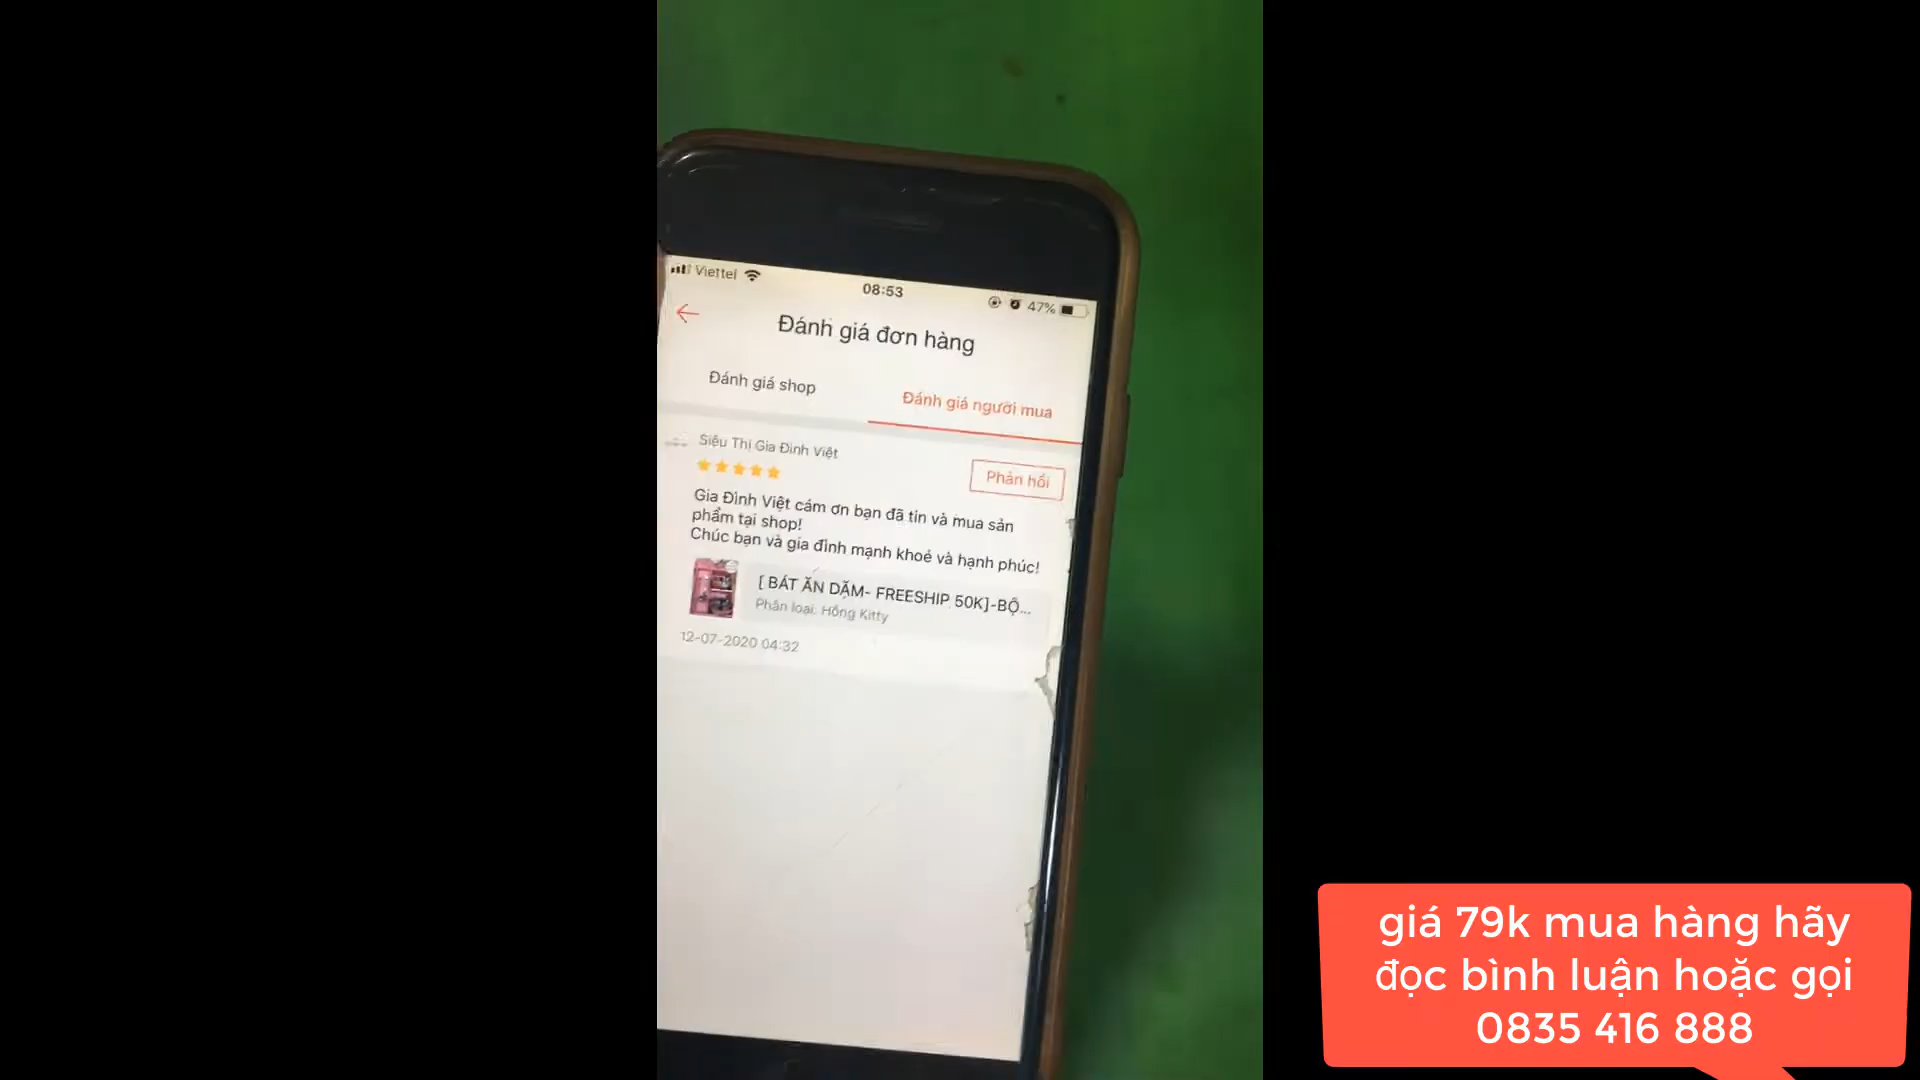 Viettel
08:53
47%
Đánh giá đơn hàng
Đánh giá shop
Đánh giá người mua
Siêu Thị Gia Đình Việt
Phản hồi
Gia Đình Việt cám ơn bạn đã tin và mua sản
phẩm tại shop!
Chúc bạn và gia đình mạnh khoẻ và hạnh phúc!
[ BÁT ĂN DẶM- FREESHIP 50K]-BỘ...
Phân loại: Hồng Kitty
12-07-2020 04:32
giá 79k mua hàng hãy
đọc bình luận hoặc gọi
0835 416 888